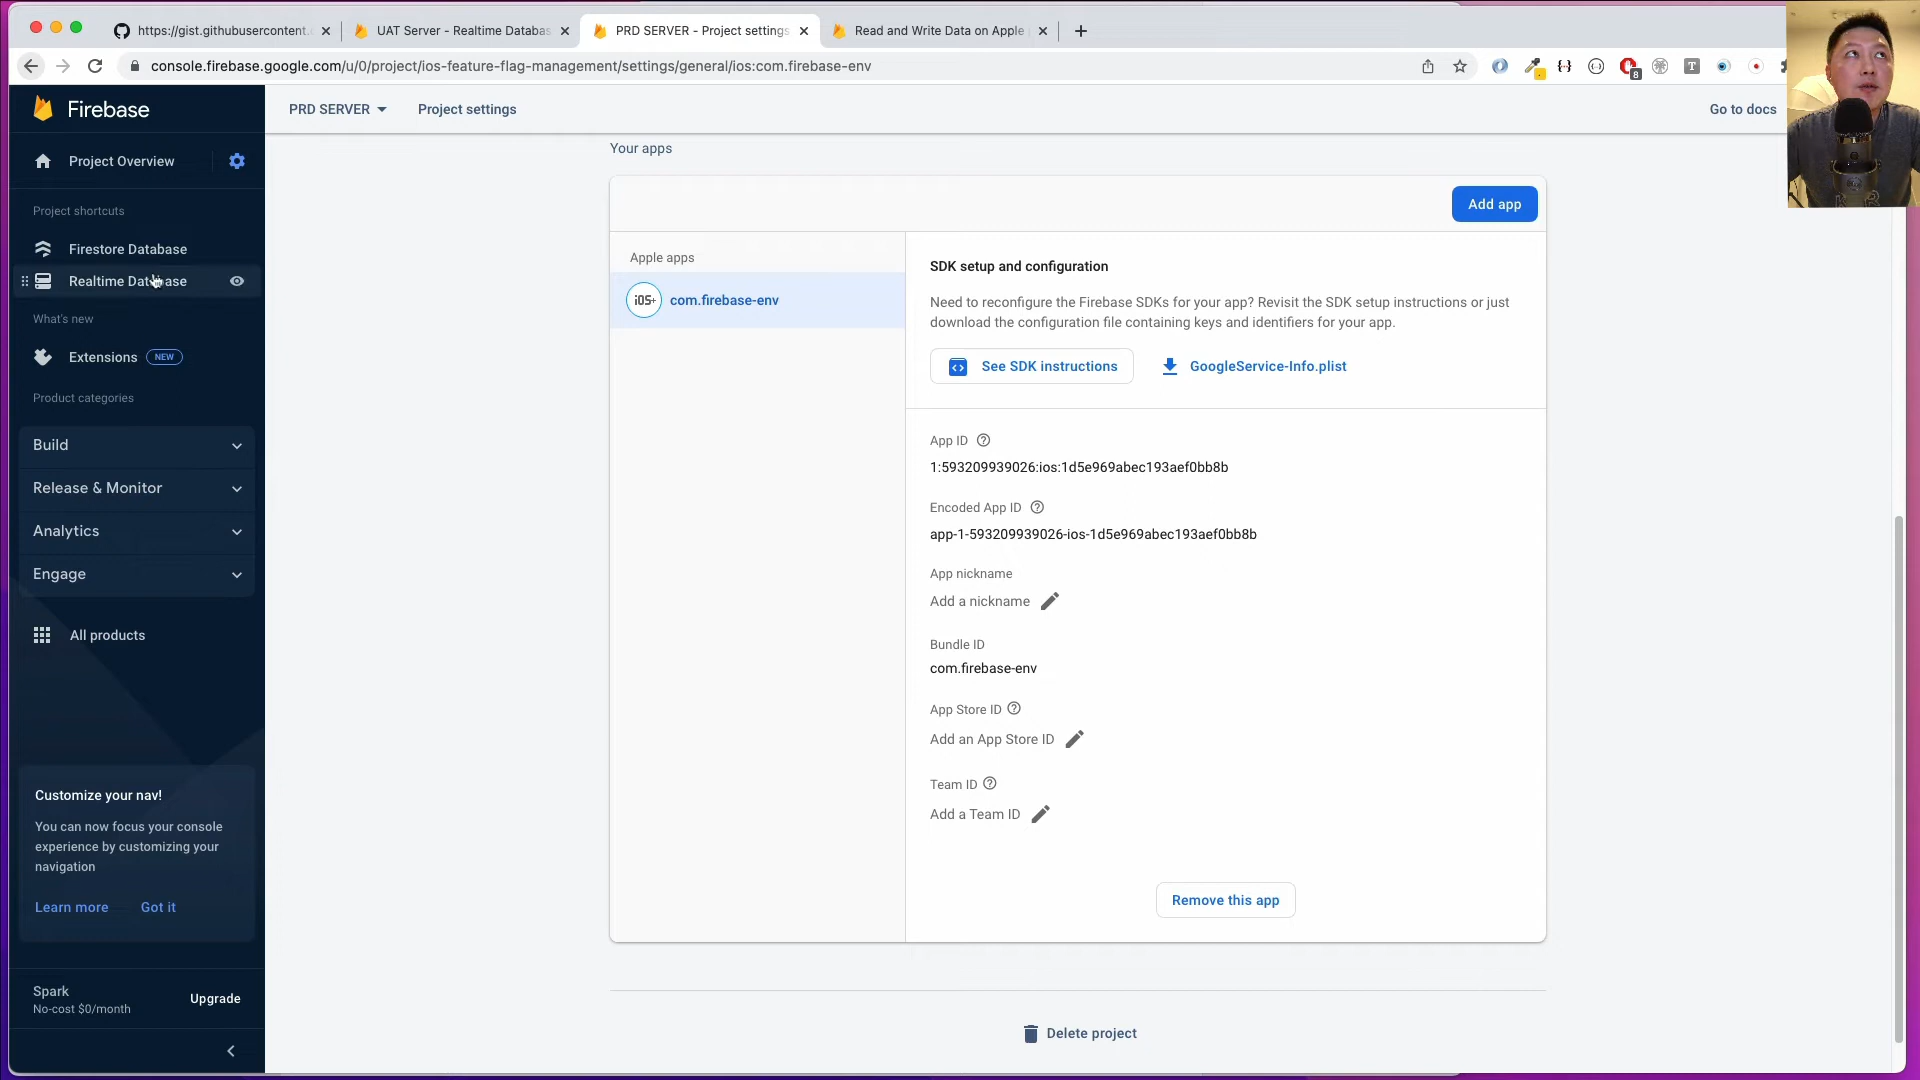 https://gist.githubusercontent.c
UAT Server - Realtime Databas
PRD SERVER - Project settings
Read and Write Data on Apple
console.firebase.google.com/u/0/project/ios-feature-flag-management/settings/general/ios:com.firebase-env
8
T
Firebase
PRD SERVER
Project settings
Go to docs
Project Overview
Project shortcuts
Firestore Database
Realtime Database
What's new
Extensions NEW
Product categories
Build
Release & Monitor
Analytics
Engage
All products
Customize your nav!
You can now focus your console
experience by customizing your
navigation
Learn more
Got it
Spark
No-cost $0/month
Upgrade
Your apps
Add app
Apple apps
iOS+
com.firebase-env
SDK setup and configuration
Need to reconfigure the Firebase SDKs for your app? Revisit the SDK setup instructions or just
download the configuration file containing keys and identifiers for your app.
See SDK instructions
GoogleService-Info.plist
App ID
1:593209939026:ios:1d5e969abec193aef0bb8b
Encoded App ID
app-1-593209939026-ios-1d5e969abec193aef0bb8b
App nickname
Add a nickname
Bundle ID
com.firebase-env
App Store ID
Add an App Store ID
Team ID
Add a Team ID
Remove this app
Delete project